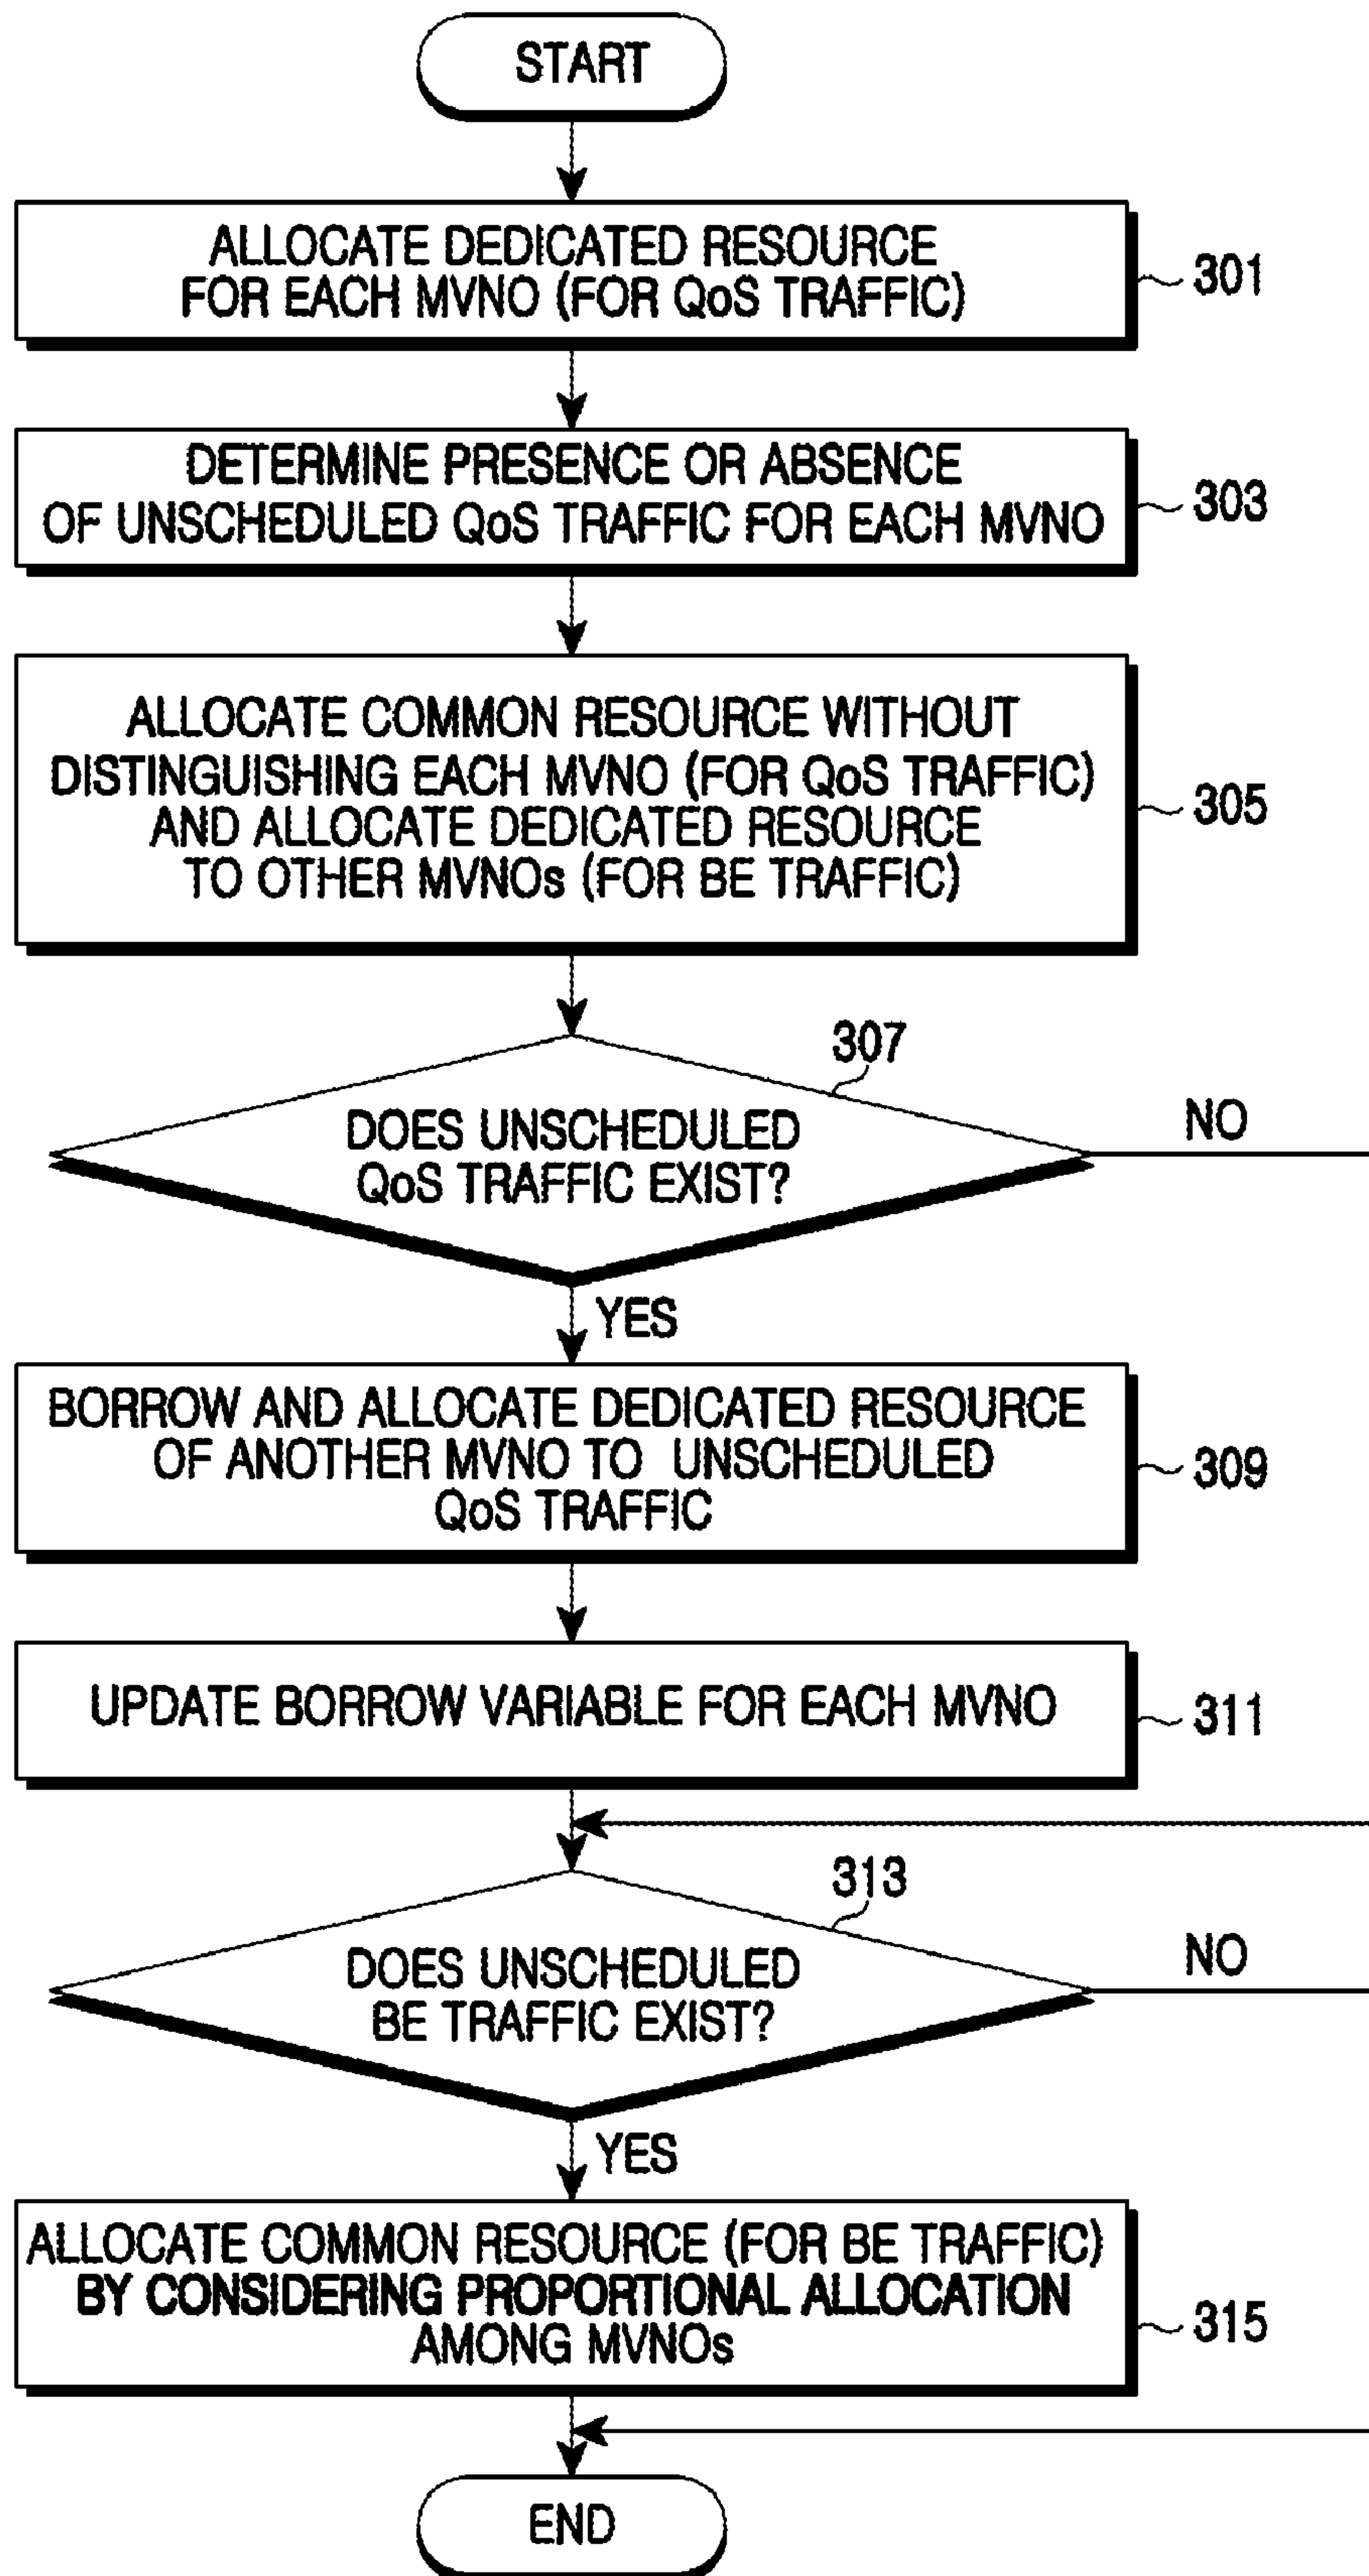 START
ALLOCATE DEDICATED RESOURCE
FOR EACH MVNO (FOR QoS TRAFFIC)
301
DETERMINE PRESENCE OR ABSENCE
OF UNSCHEDULED QoS TRAFFIC FOR EACH MVNO
303
ALLOCATE COMMON RESOURCE WITHOUT
DISTINGUISHING EACH MVNO (FOR QoS TRAFFIC)
AND ALLOCATE DEDICATED RESOURCE
TO OTHER MVNOs (FOR BE TRAFFIC)
305
307
DOES UNSCHEDULED
QoS TRAFFIC EXIST?
NO
YES
BORROW AND ALLOCATE DEDICATED RESOURCE
OF ANOTHER MVNO TO UNSCHEDULED
QoS TRAFFIC
309
UPDATE BORROW VARIABLE FOR EACH MVNO
311
313
DOES UNSCHEDULED
BE TRAFFIC EXIST?
NO
YES
ALLOCATE COMMON RESOURCE (FOR BE TRAFFIC)
BY CONSIDERING PROPORTIONAL ALLOCATION
AMONG MVNOs
315
END